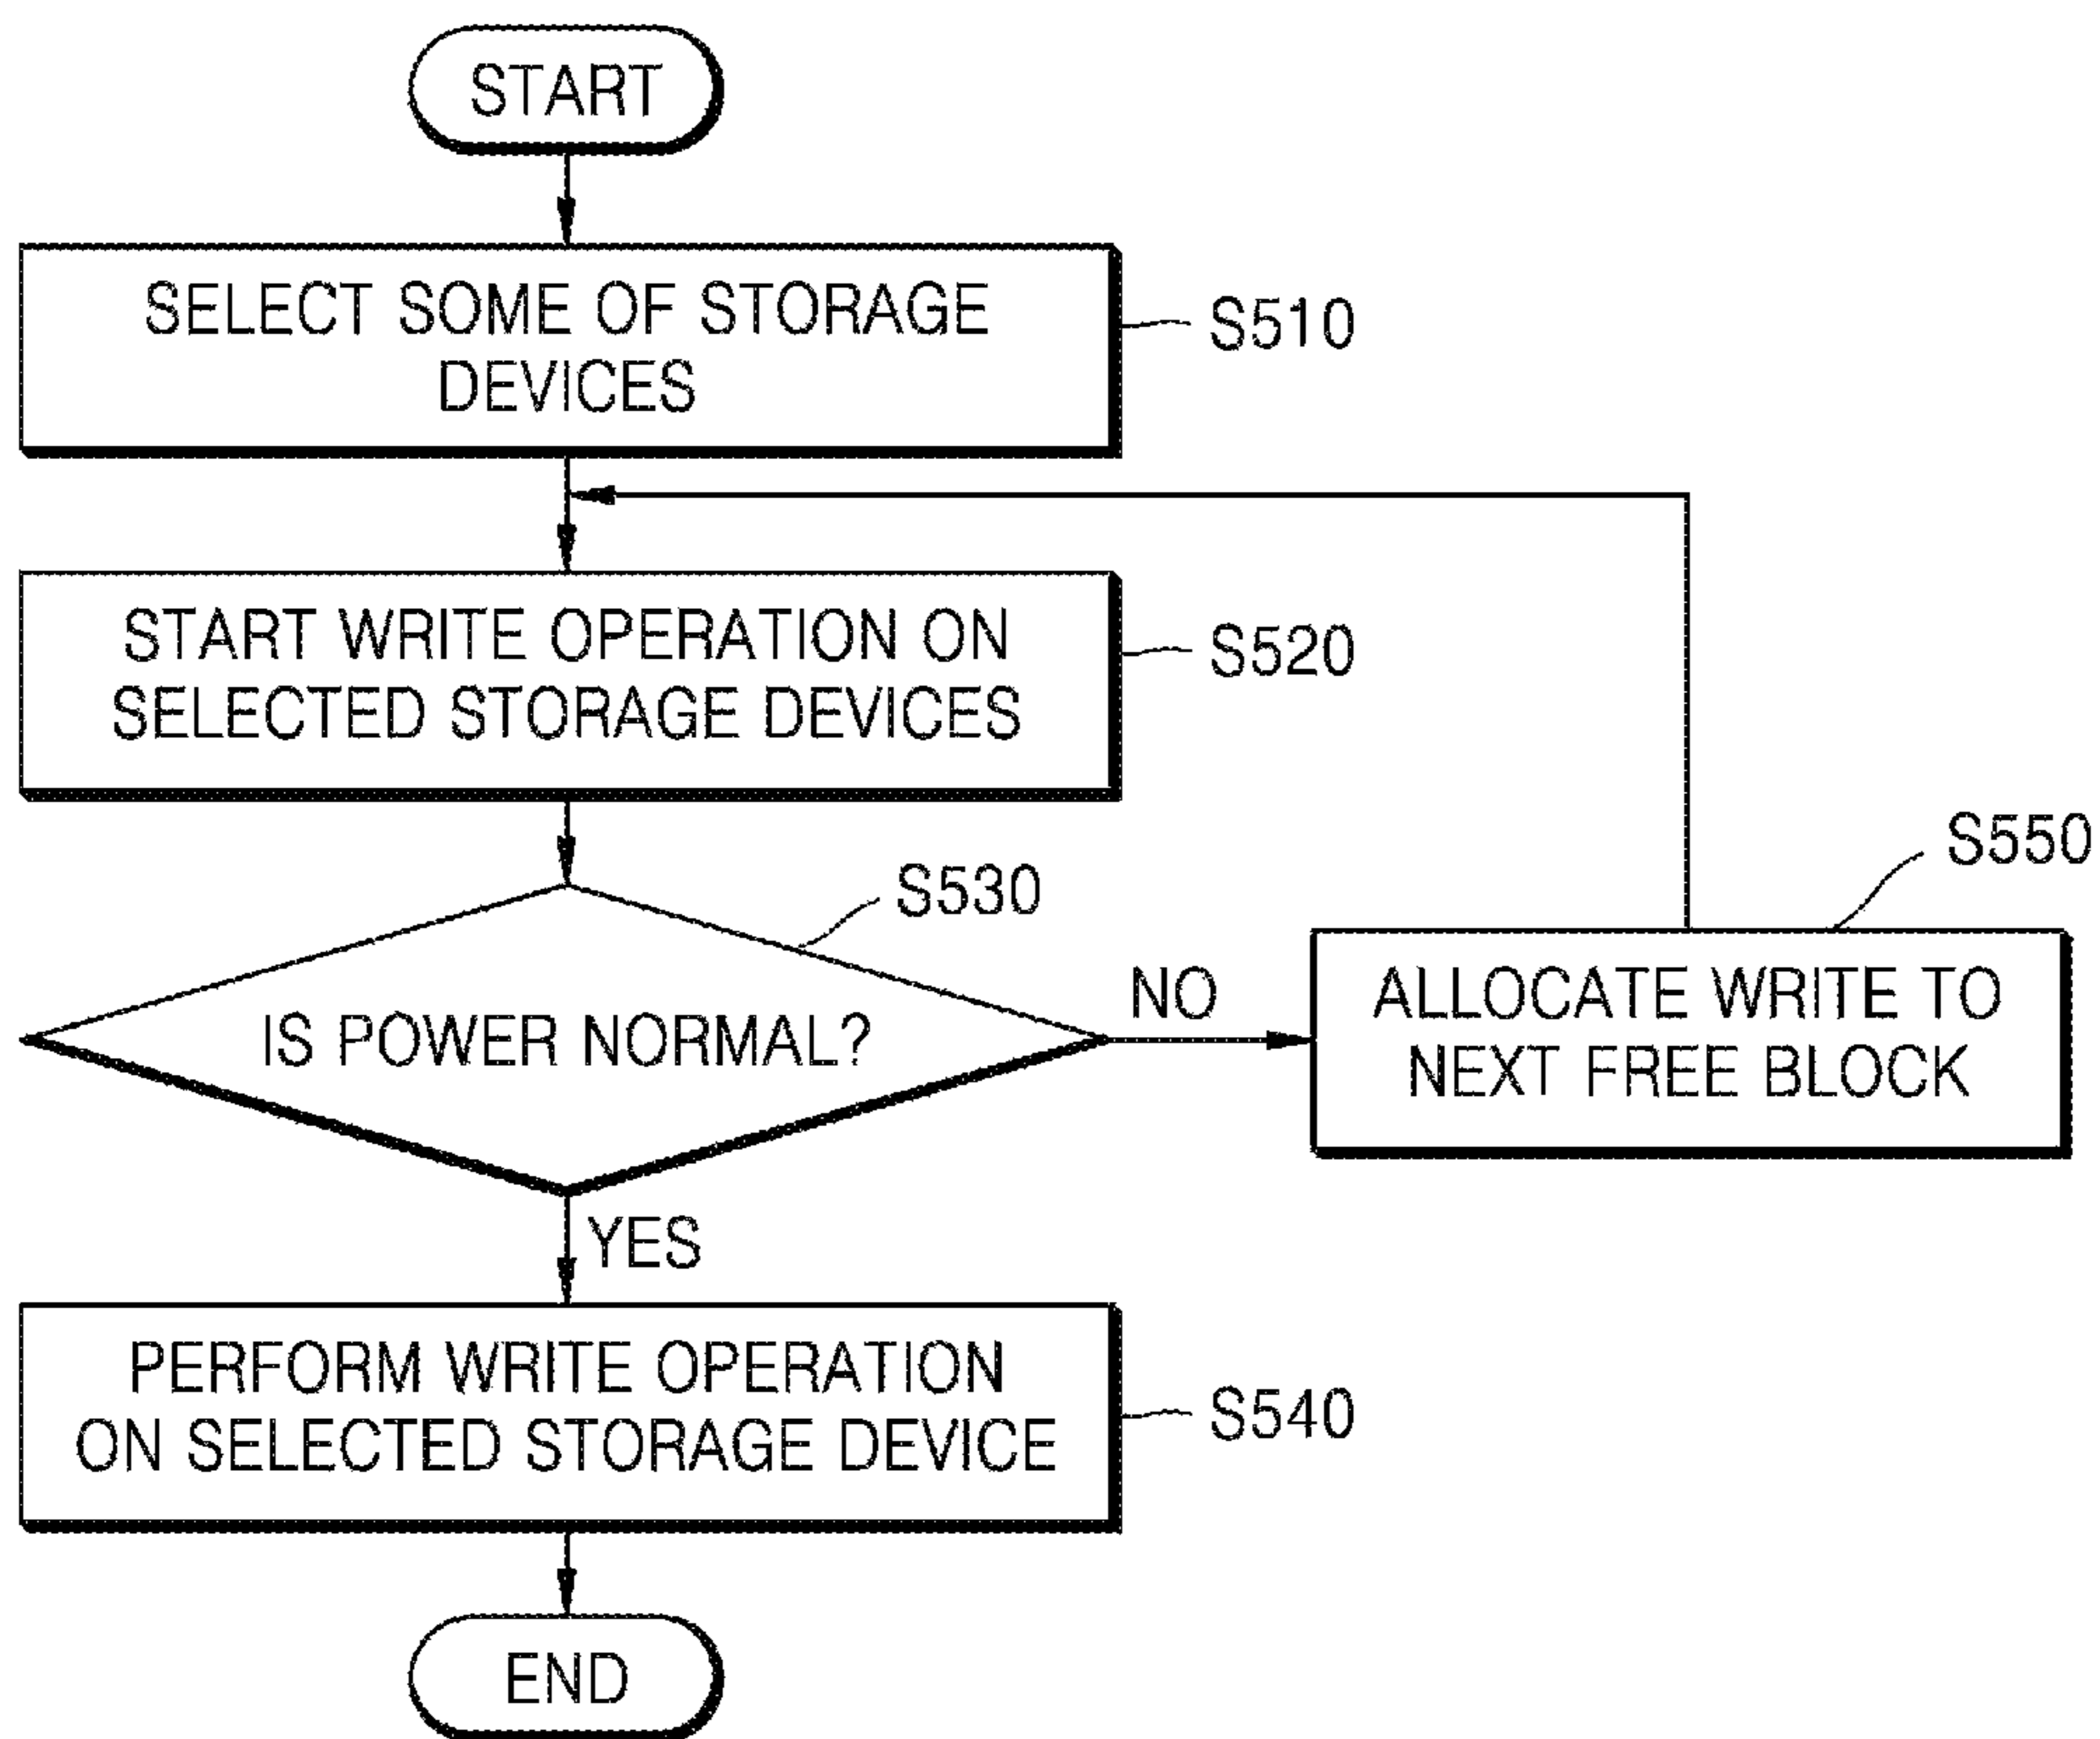 START
SELECT SOME OF STORAGE
DEVICES
S510
START WRITE OPERATION ON
SELECTED STORAGE DEVICES
S520
S530
IS POWER NORMAL?
NO
S550
ALLOCATE WRITE TO
NEXT FREE BLOCK
YES
PERFORM WRITE OPERATION
ON SELECTED STORAGE DEVICE
S540
END